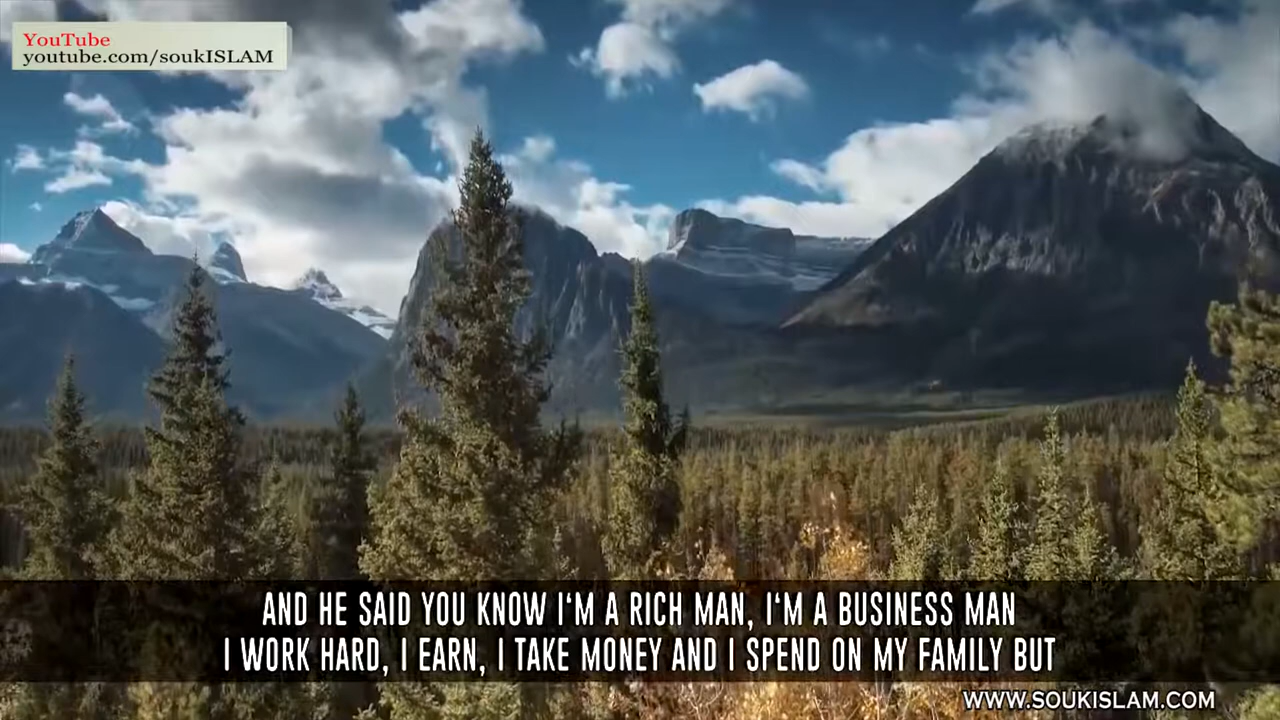 YouTube
youtube.com/soukISLAM
AND HE SAID YOU KNOW I'M A RICH MAN, I'M A BUSINESS MAN
I WORK HARD, I EARN, I TAKE MONEY AND I SPEND ON MY FAMILY BUT
WWW.SOUKISLAM.COM